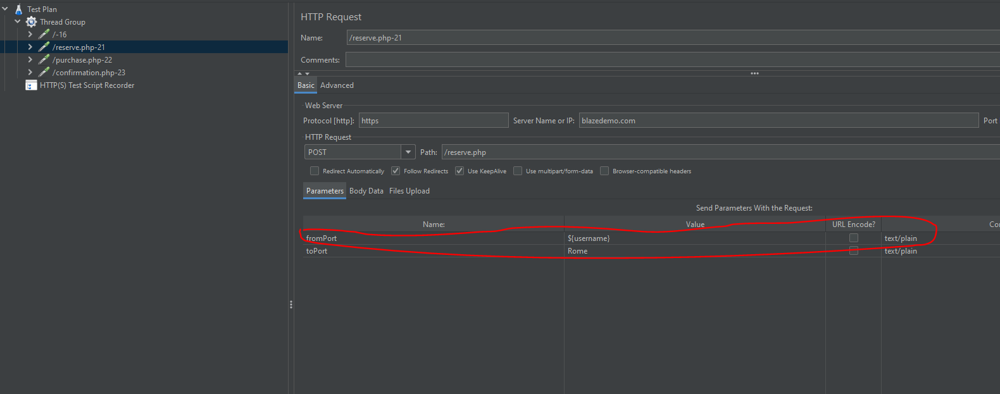 Test Plan
Thread Group
/-16
/reserve.php-21
/purchase.php-22
/confirmation.php-23
HTTP(S) Test Script Recorder
HTTP Request
Name: /reserve.php-21
Comments:
Basic Advanced
Web Server
Protocol [http]: https Server Name or IP: blazedemo.com Port
HTTP Request
POST Path: /reserve.php
Redirect Automatically Follow Redirects Use KeepAlive Use multipart/form-data Browser-compatible headers
Parameters Body Data Files Upload
Send Parameters With the Request:
Name: Value URL Encode? Co
fromPort ${username} text/plain
toPort Rome text/plain